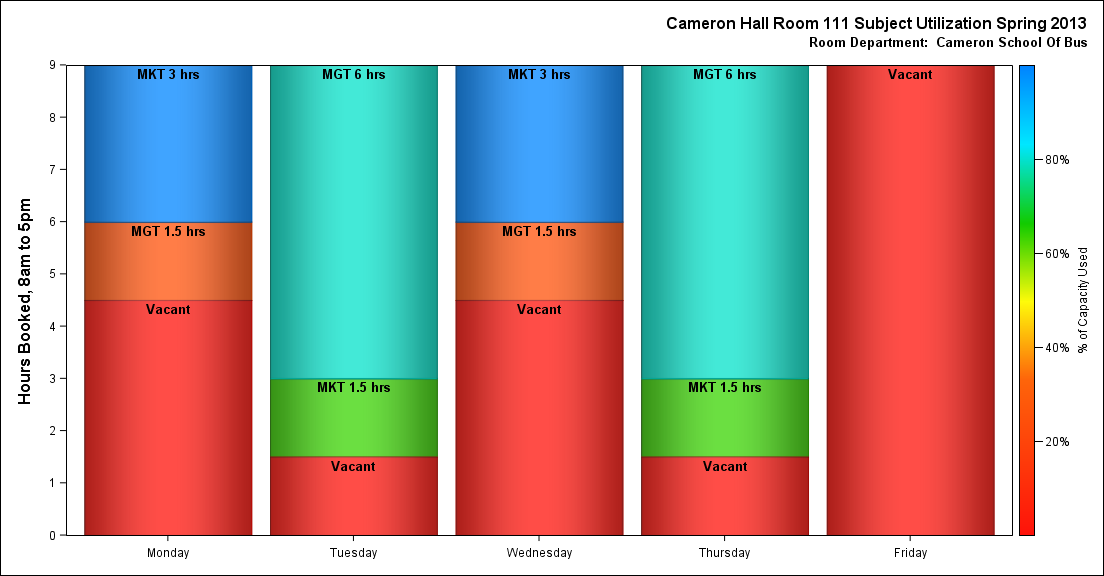 Cameron Hall Room 111 Subject Utilization Spring 2013
Room Department:  Cameron School Of Bus
Hours Booked, 8am to 5pm
9
8
7
6
5
4
3
2
1
0
MKT 3 hrs
MGT 1.5 hrs
Vacant
MGT 6 hrs
MKT 1.5 hrs
Vacant
MKT 3 hrs
MGT 1.5 hrs
Vacant
MGT 6 hrs
MKT 1.5 hrs
Vacant
Vacant
Monday
Tuesday
Wednesday
Thursday
Friday
80%
60%
40%
20%
% of Capacity Used